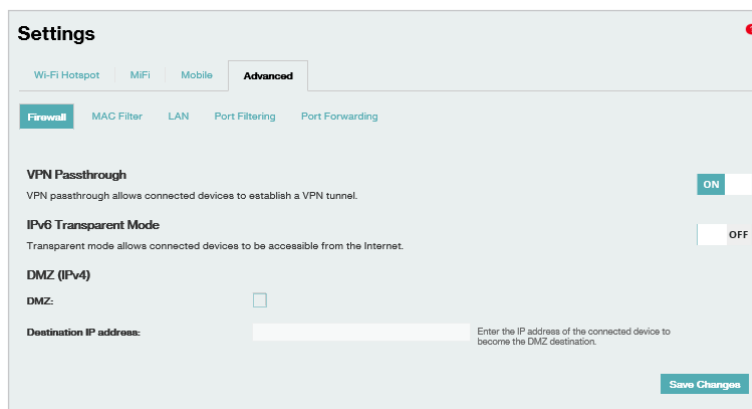 Settings
Wi-Fi Hotspot MiFi Mobile Advanced
Firewall MAC Filter LAN Port Filtering Port Forwarding
VPN Passthrough
VPN passthrough allows connected devices to establish a VPN tunnel.
ON
IPv6 Transparent Mode
Transparent mode allows connected devices to be accessible from the Internet.
OFF
DMZ (IPv4)
DMZ:
Destination IP address:
Enter the IP address of the connected device to
become the DMZ destination.
Save Changes